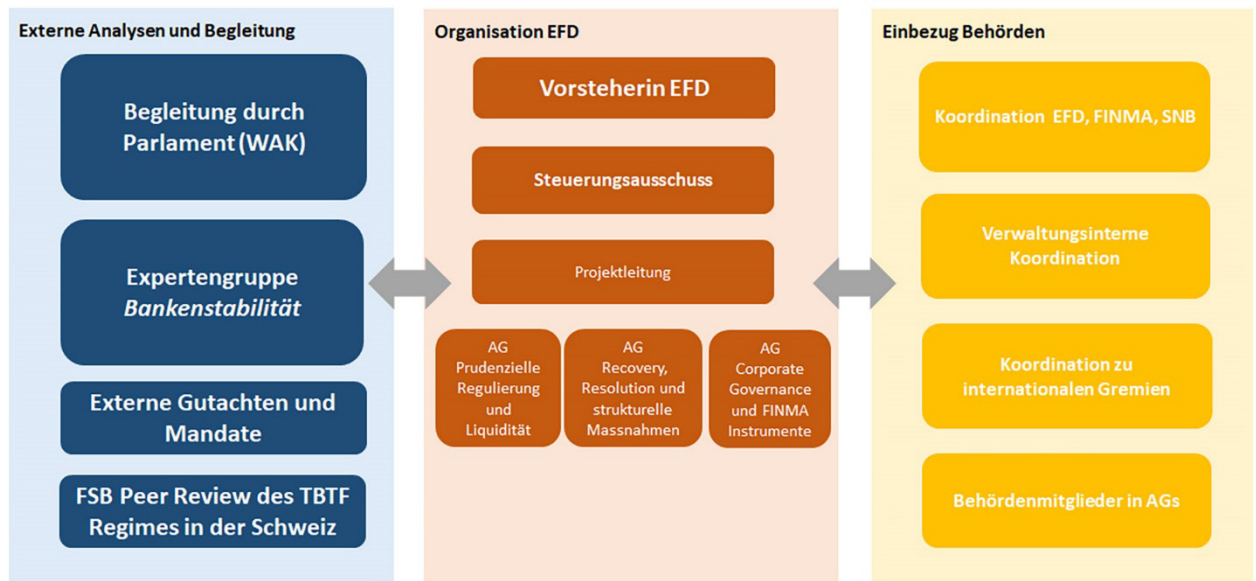 Externe Analysen und Begleitung
Begleitung durch
Parlament (WAK)
Expertengruppe
Bankenstabilität
Externe Gutachten und
Mandate
FSB Peer Review des TBTF
Regimes in der Schweiz
Organisation EFD
Vorsteherin EFD
Steuerungsausschuss
Projektleitung
AG
Prudenzielle
Regulierung
und
Liquidität
AG
Recovery,
Resolution und
strukturelle
Massnahmen
AG
Corporate
Governance
und FINMA
Instrumente
Einbezug Behörden
Koordination EFD, FINMA, SNB
Verwaltungsinterne
Koordination
Koordination zu
internationalen Gremien
Behördenmitglieder in AGs